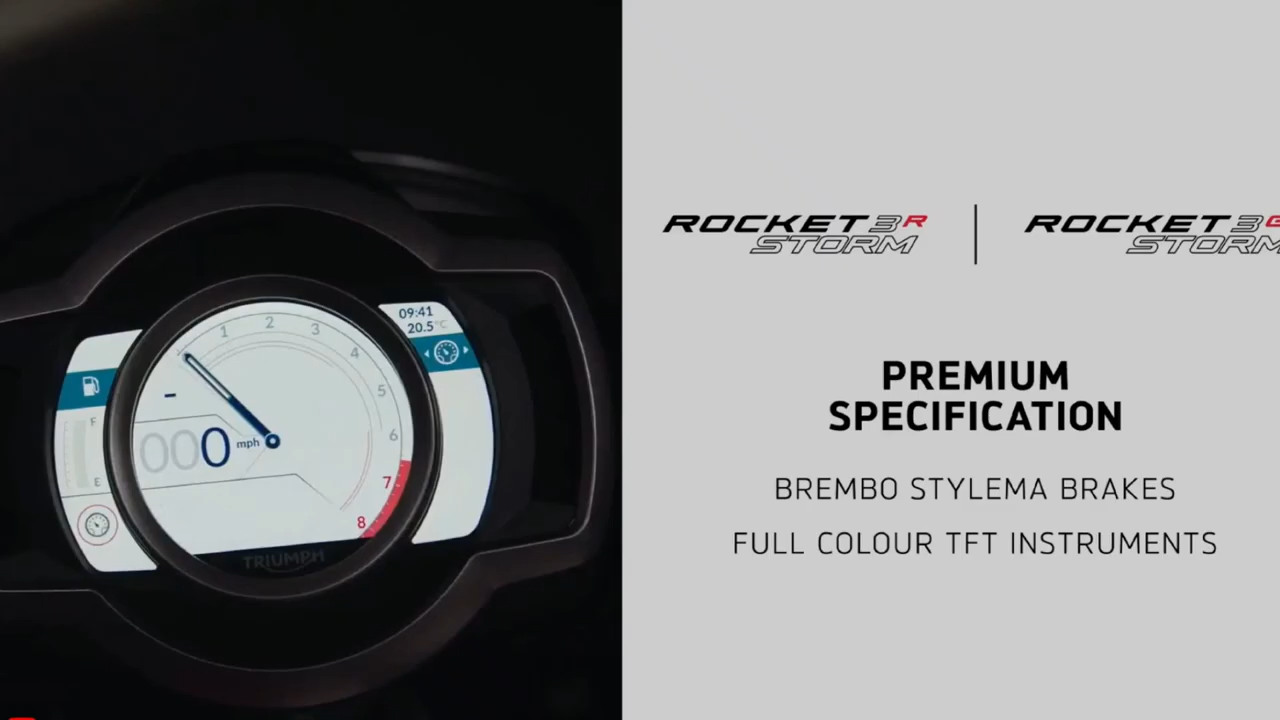 09:41
20.5°C
1
2
3
4
5
6
7
8
F
E
-
000 mph
TRIUMPH
ROCKET 3 R
STORM
ROCKET 3
STORM
PREMIUM
SPECIFICATION
BREMBO STYLEMA BRAKES
FULL COLOUR TFT INSTRUMENTS